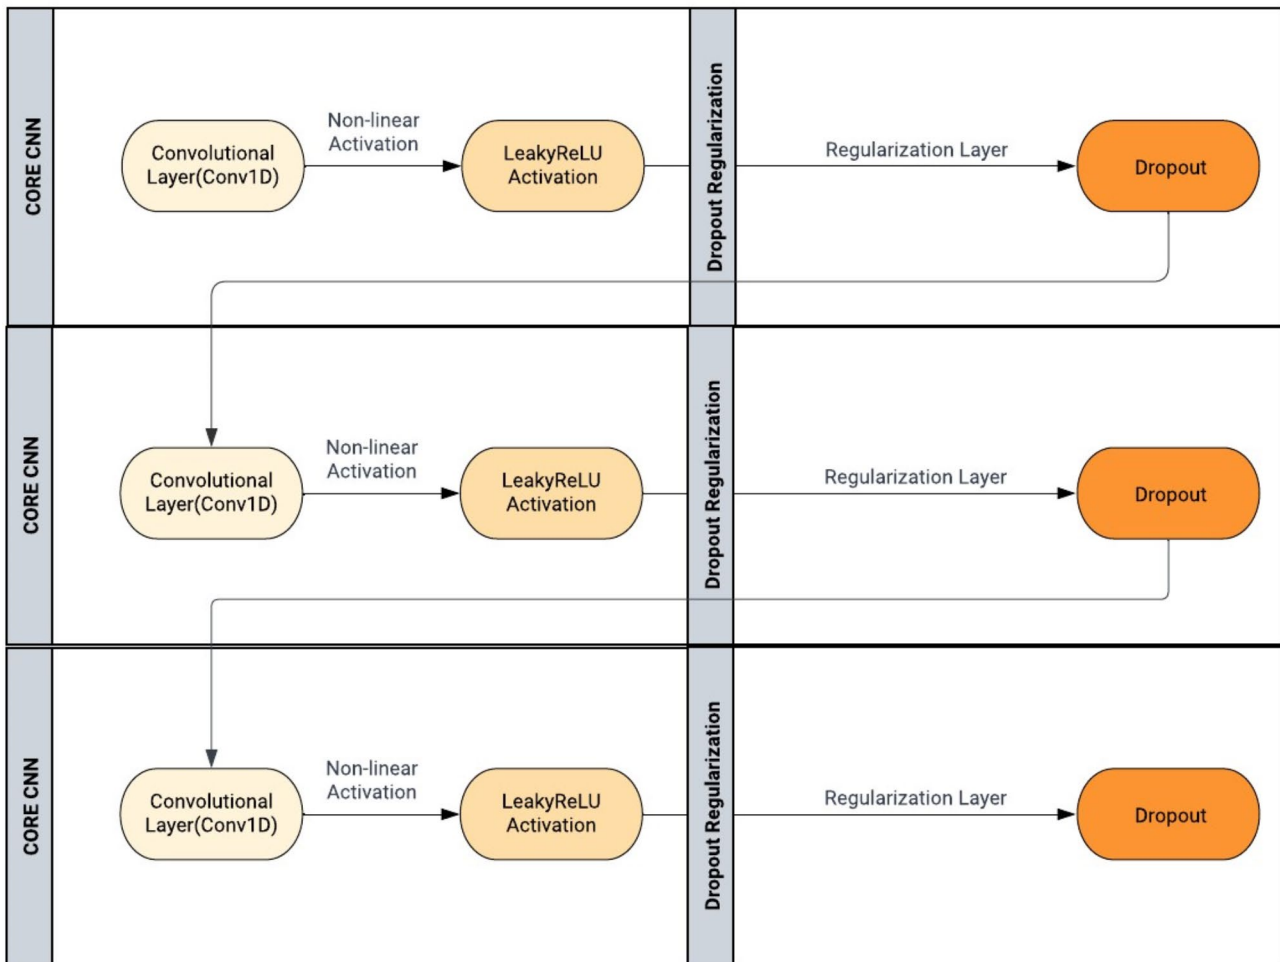 CORE CNN
Convolutional
Layer(Conv1D)
Non-linear
Activation
LeakyReLU
Activation
Dropout Regularization
Regularization Layer
Dropout
CORE CNN
Convolutional
Layer(Conv1D)
Non-linear
Activation
LeakyReLU
Activation
Dropout Regularization
Regularization Layer
Dropout
CORE CNN
Convolutional
Layer(Conv1D)
Non-linear
Activation
LeakyReLU
Activation
Dropout Regularization
Regularization Layer
Dropout